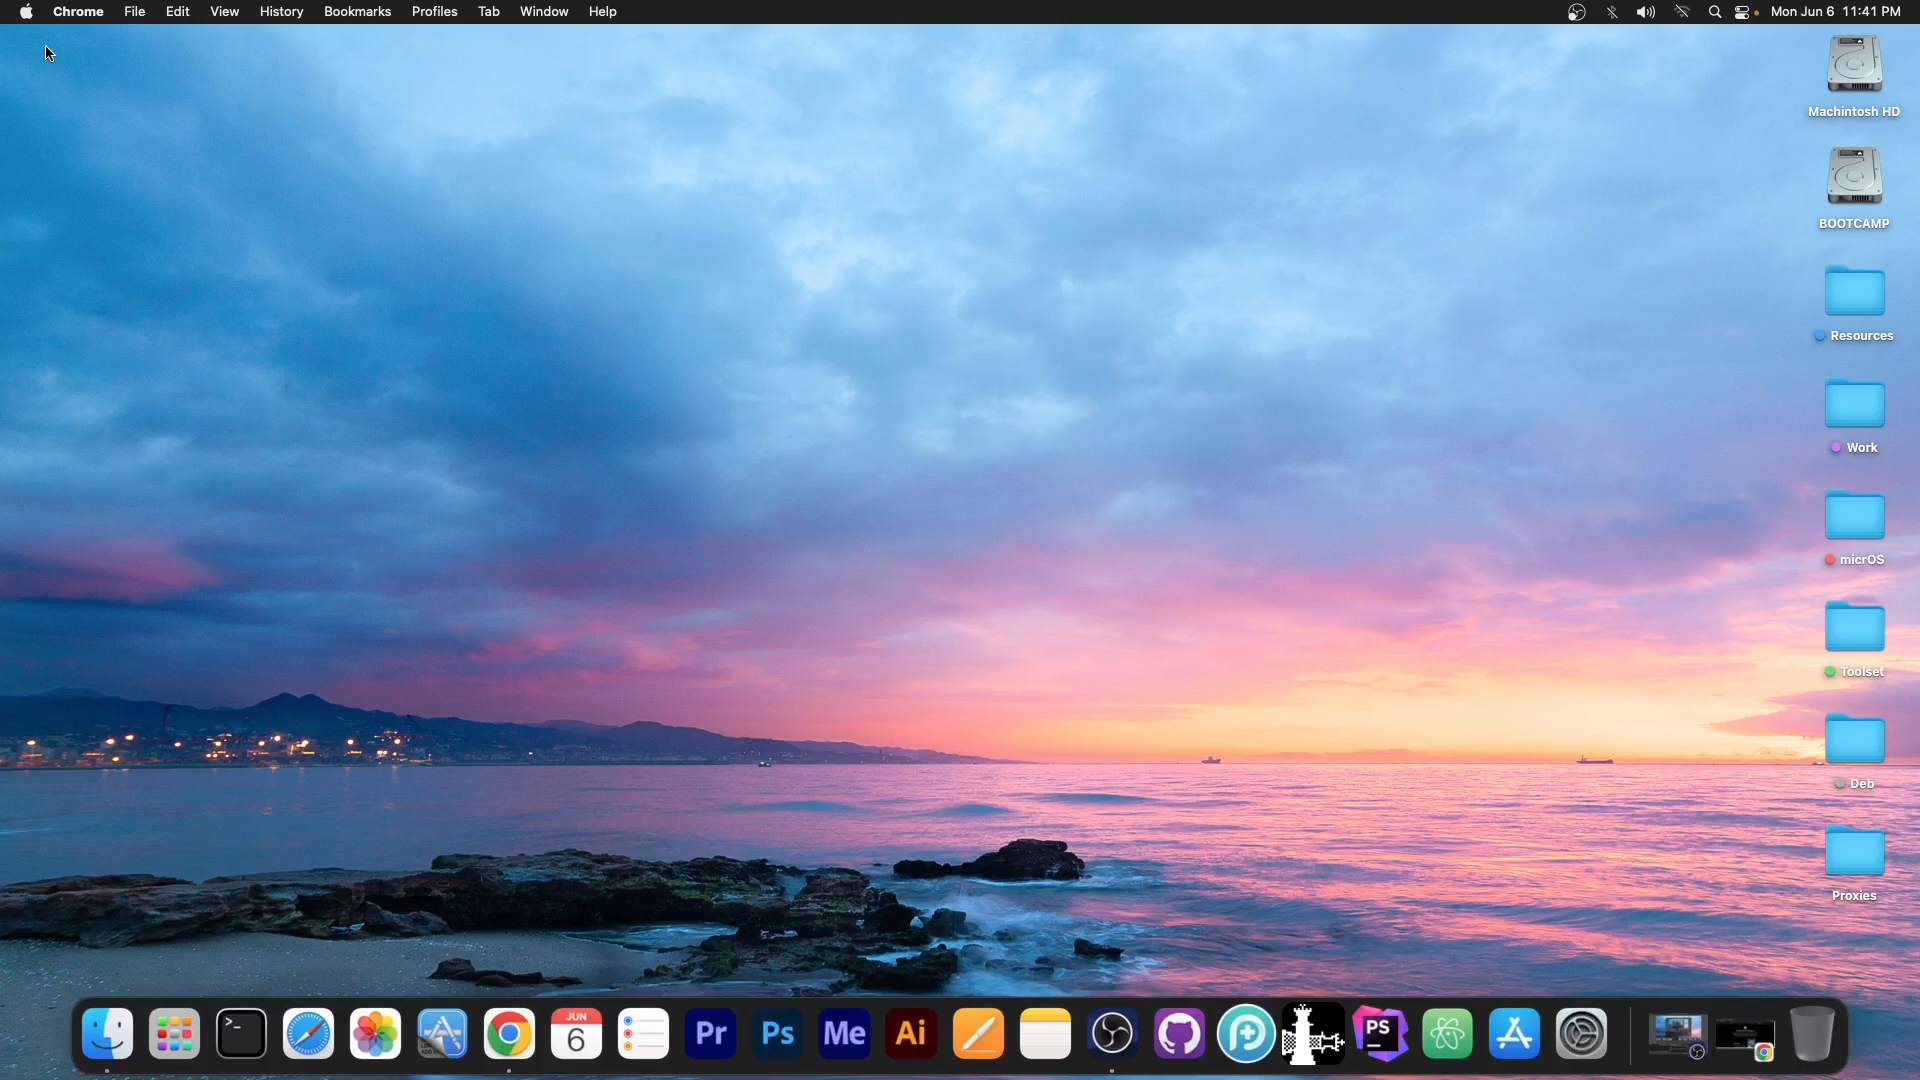 Chrome File Edit View History Bookmarks Profiles Tab Window Help Mon Jun 6 11:41 PM
Machintosh HD
BOOTCAMP
Resources
Work
micrOS
Toolset
Deb
Proxies
>_
JUN
6
Pr
Ps
Me
Ai
PS